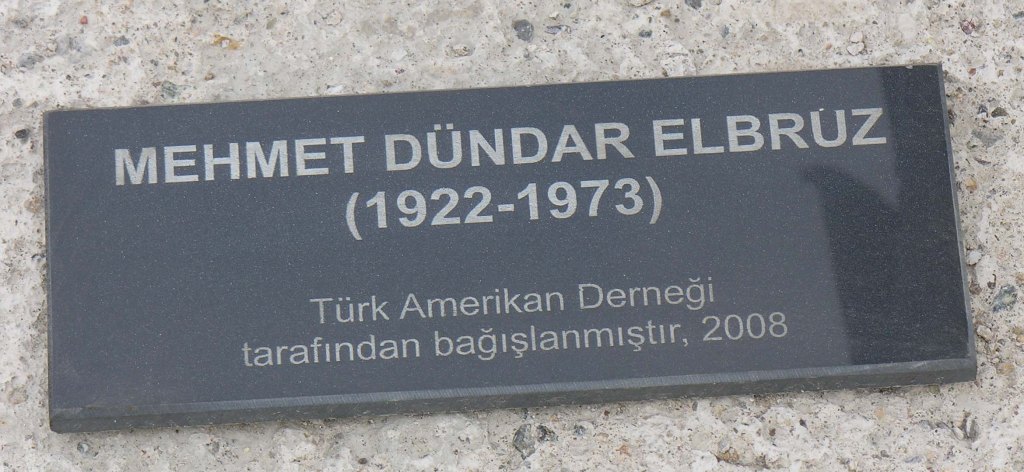 MEHMET DÜNDAR ELBRUZ
(1922-1973)
Türk Amerikan Derneği
tarafından bağışlanmıştır, 2008